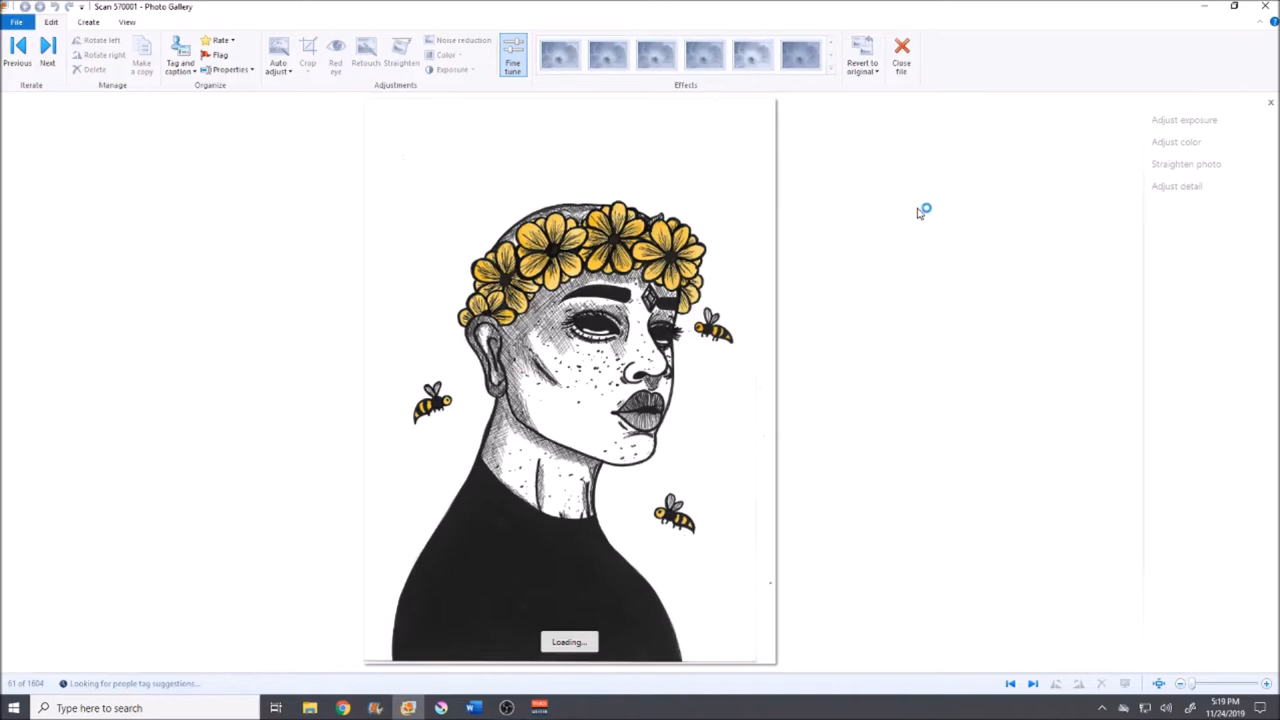 Scan 570001 - Photo Gallery
File Edit Create View
Previous Next
Rotate left
Rotate right
Delete
Make a copy
Tag and caption
Rate
Flag
Properties
Auto adjust
Crop
Red eye
Retouch
Straighten
Noise reduction
Color
Exposure
Fine tune
Revert to original
Close file
Iterate Manage Organize Adjustments Effects
Adjust exposure
Adjust color
Straighten photo
Adjust detail
Loading...
61 of 1604 Looking for people tag suggestions...
Type here to search
5:19 PM
11/24/2019